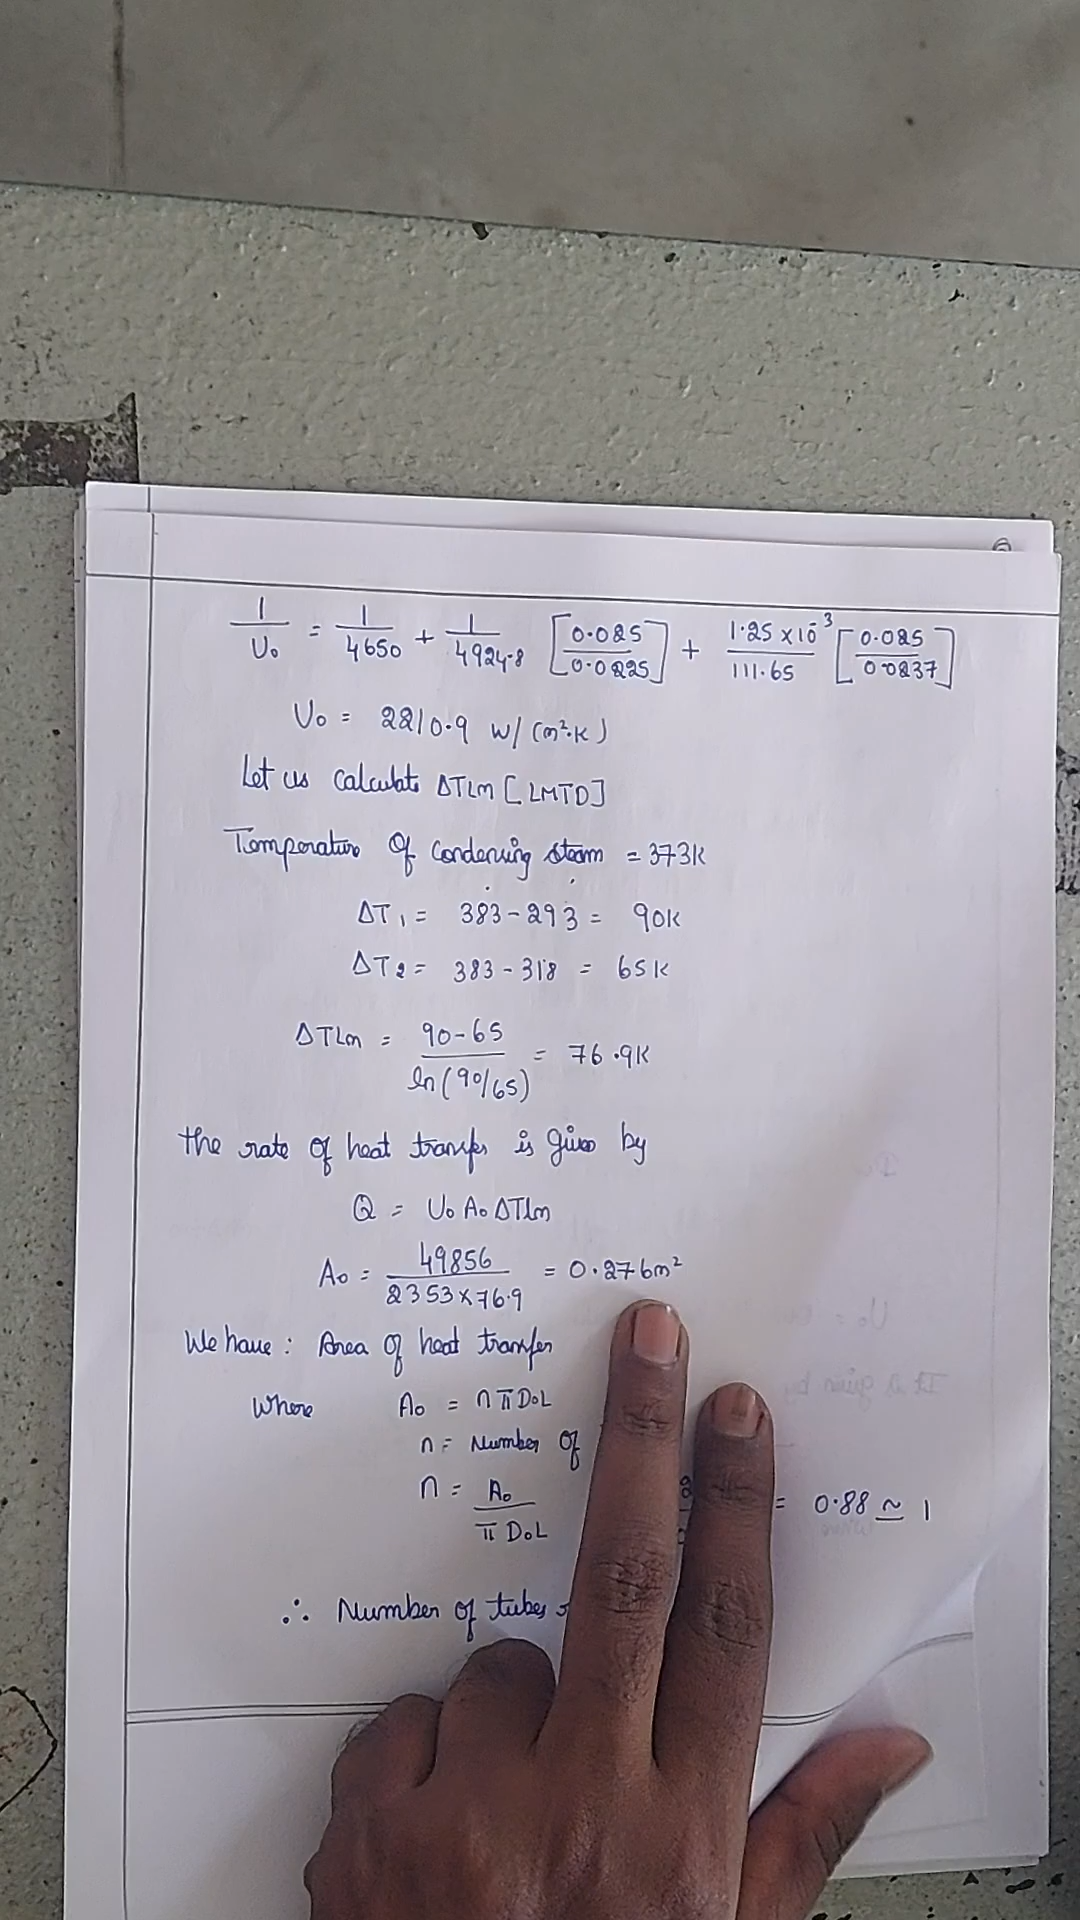 1/U₀ = 1/4650 + 1/4924.8 [0.025/0.0225] + 1.25 × 10⁻³/111.65 [0.025/0.0237]
U₀ = 2210.9 W/(m².K)
Let us calculate ΔTLm [LMTD]
Temperature of condensing steam = 373K
ΔT₁ = 383 - 293 = 90K
ΔT₂ = 383 - 318 = 65K
ΔTLm = 90-65/ln(90/65) = 76.9K
the rate of heat transfer is given by
Q = U₀ A₀ ΔTlm
A₀ = 49856/2353×76.9 = 0.276m²
We have : Area of heat transfer
Where A₀ = nπD₀L
n = Number of
n = A₀/πD₀L = 0.88 ≃ 1
∴ Number of tubes